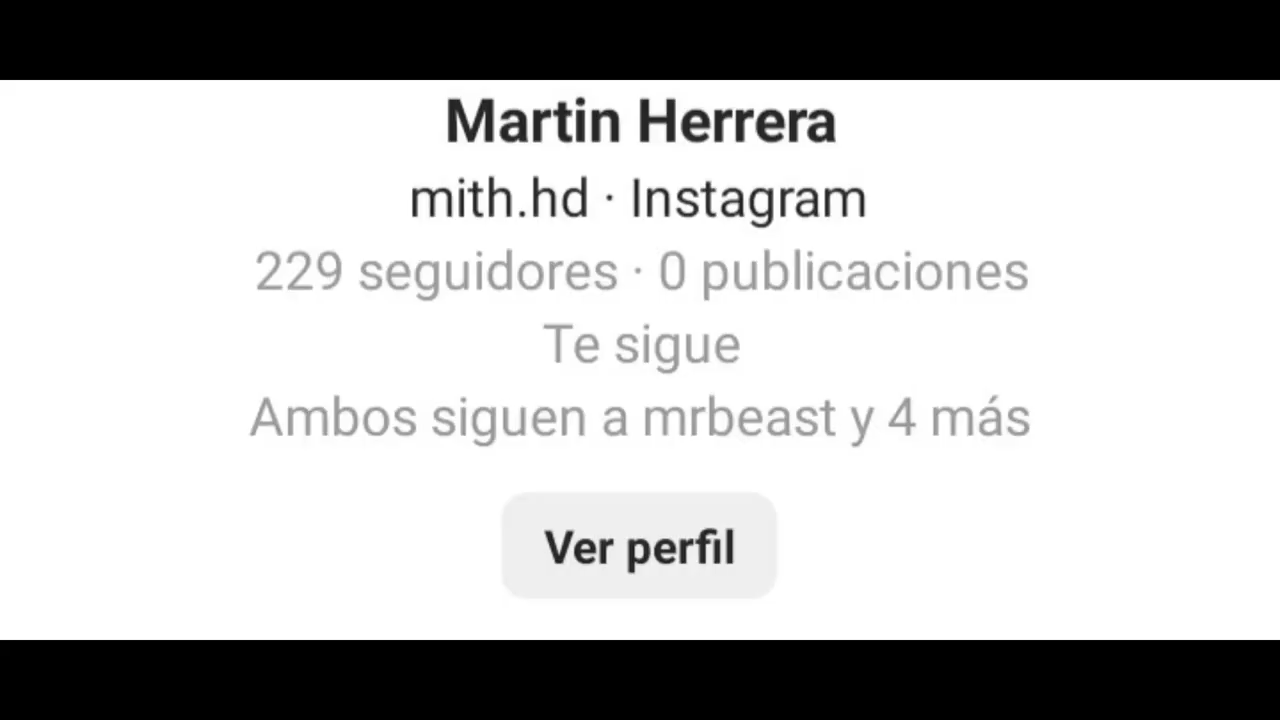 Martin Herrera
mith.hd · Instagram
229 seguidores · 0 publicaciones
Te sigue
Ambos siguen a mrbeast y 4 más
Ver perfil